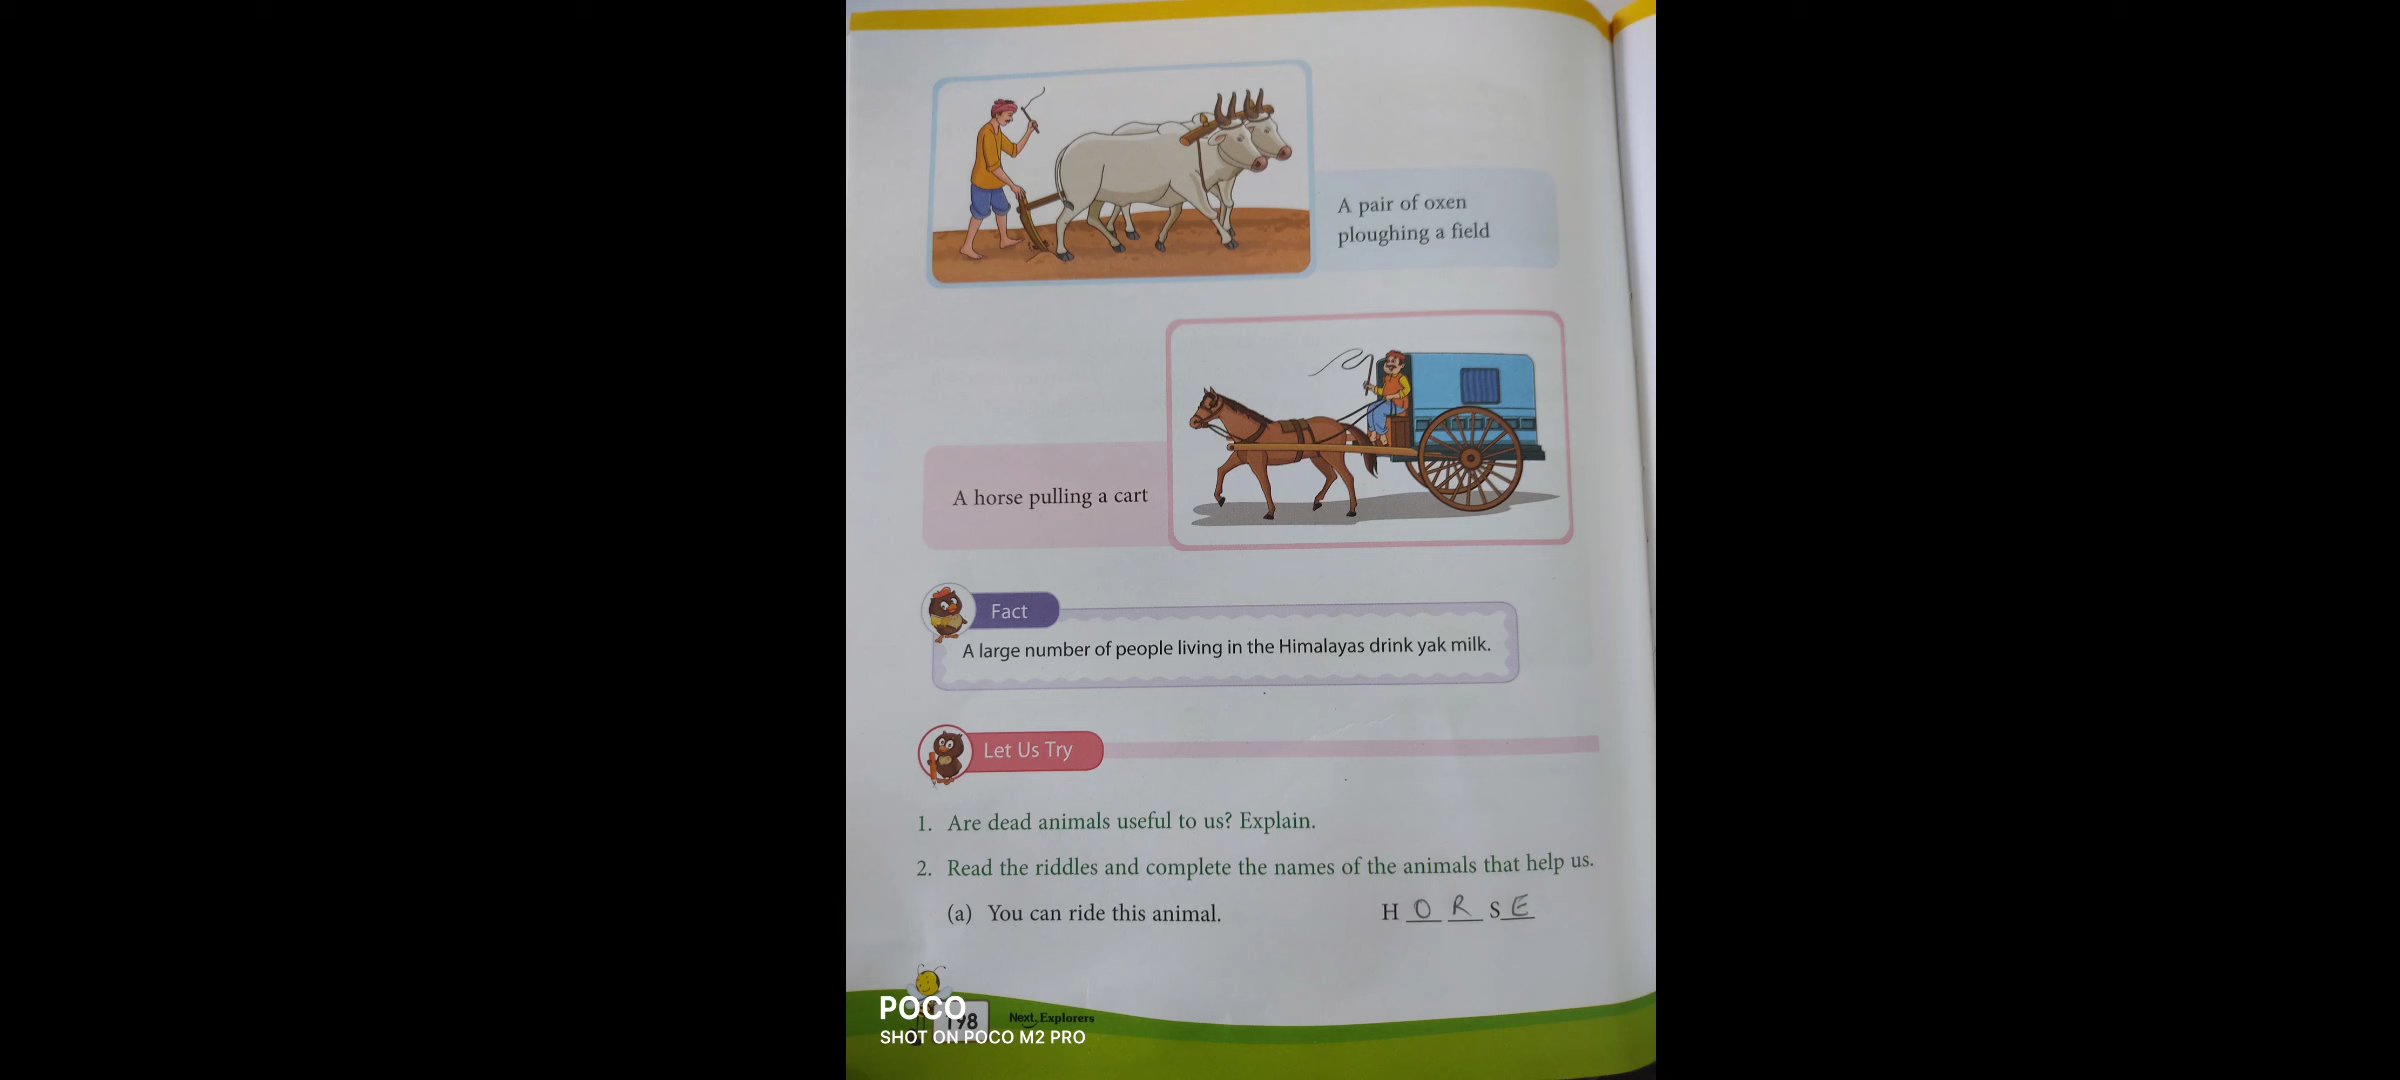 A pair of oxen
ploughing a field
A horse pulling a cart
Fact
A large number of people living in the Himalayas drink yak milk.
Let Us Try
1. Are dead animals useful to us? Explain.
2. Read the riddles and complete the names of the animals that help us.
(a) You can ride this animal. H O R S E
198 Next Explorers
POCO
SHOT ON POCO M2 PRO